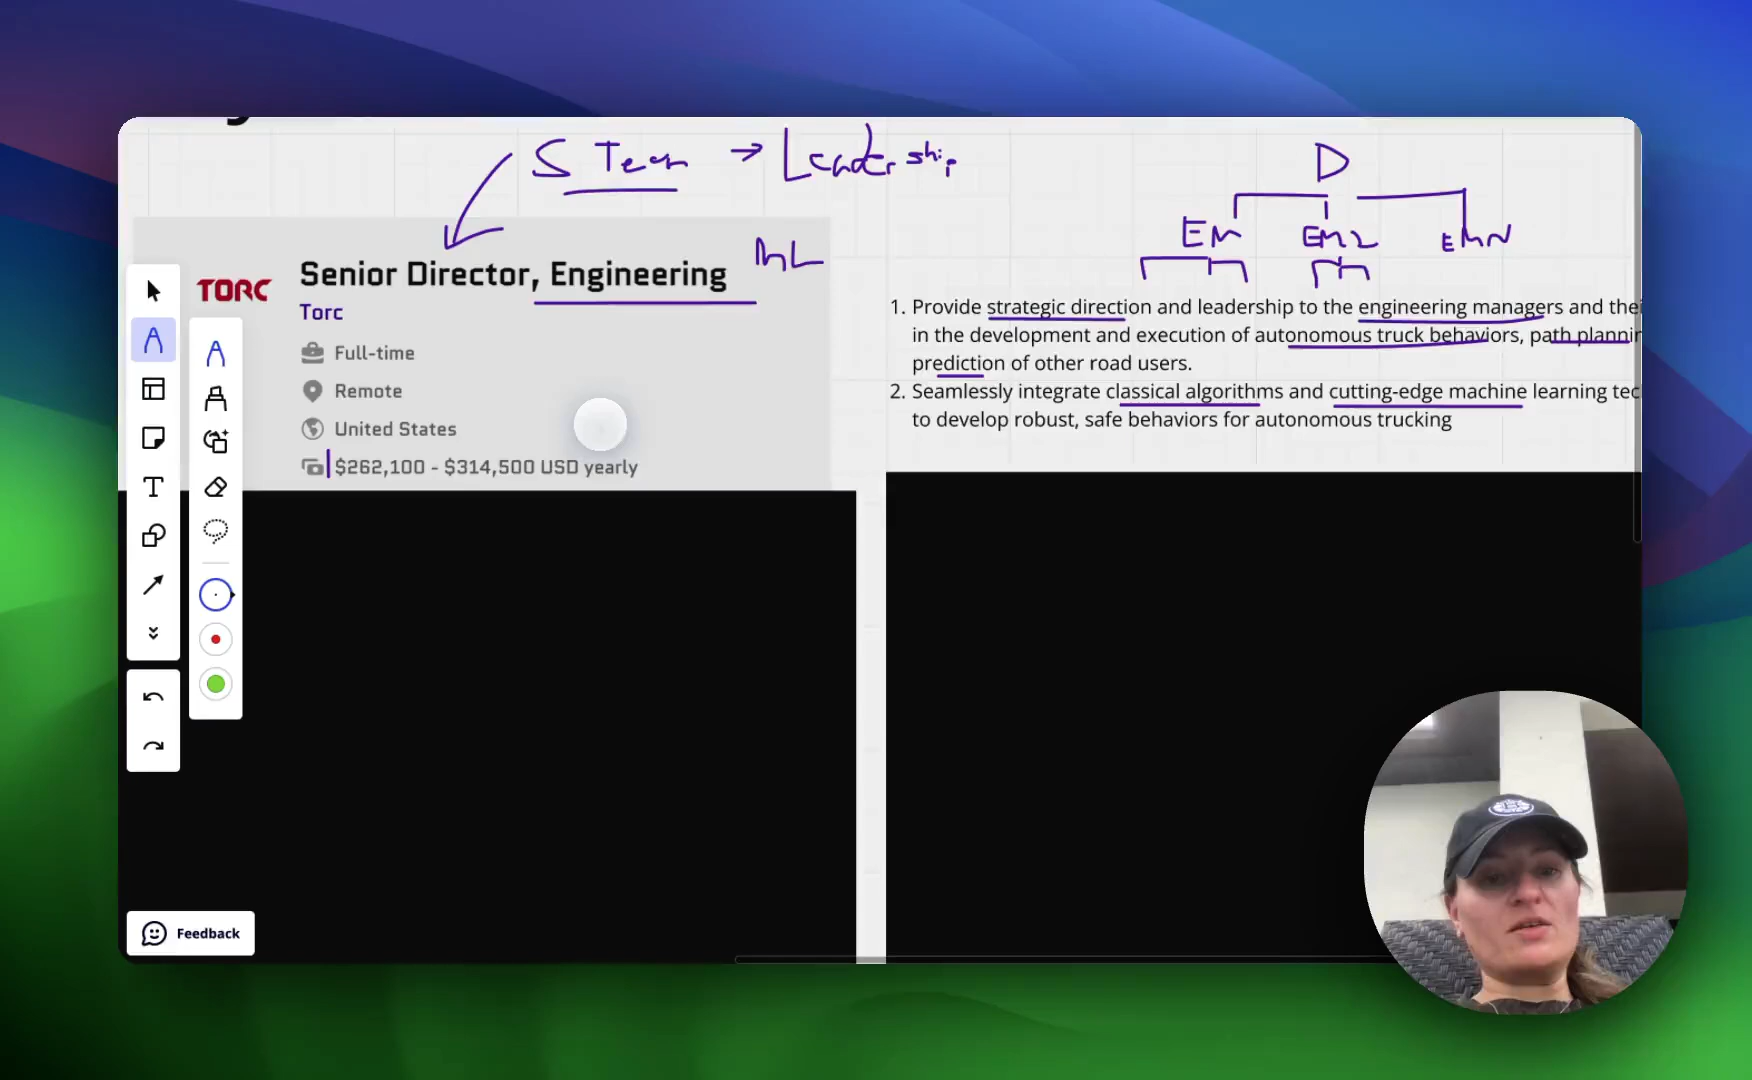 S Team → Leadership
D
EM EM2 EMN
ML
TORC
Senior Director, Engineering
Torc
Full-time
Remote
United States
$262,100 - $314,500 USD yearly
1. Provide strategic direction and leadership to the engineering managers and thei
in the development and execution of autonomous truck behaviors, path plannin
prediction of other road users.
2. Seamlessly integrate classical algorithms and cutting-edge machine learning tec
to develop robust, safe behaviors for autonomous trucking
T
Feedback